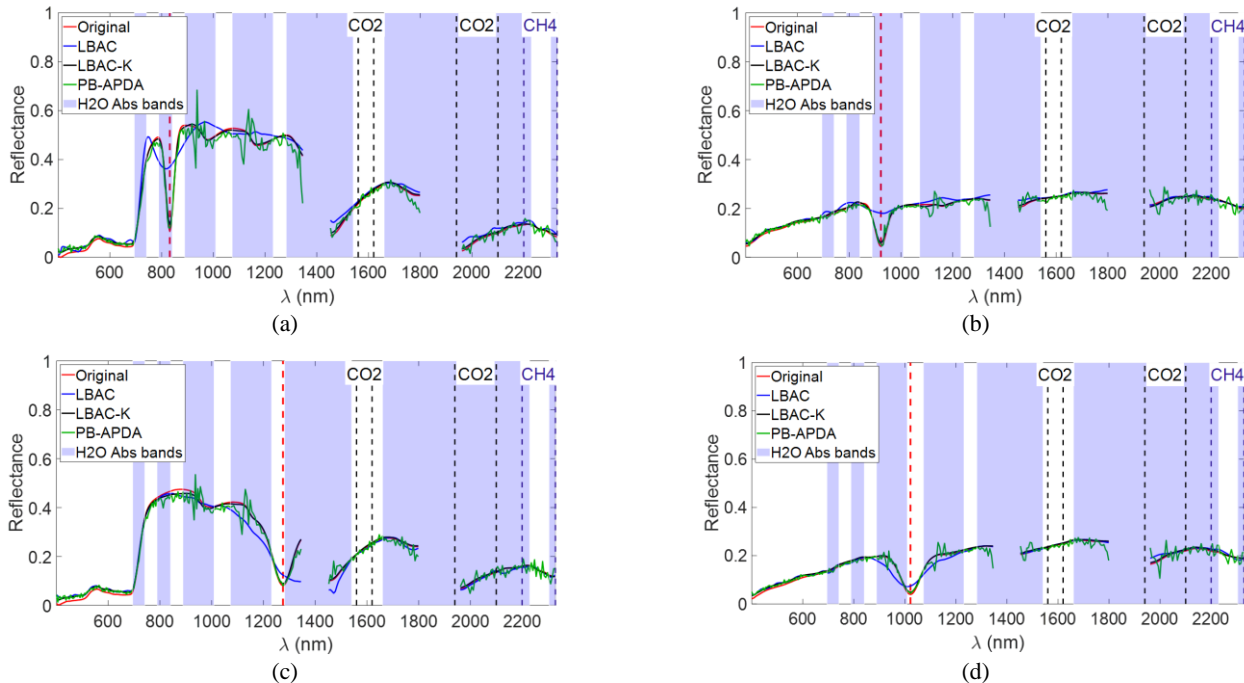 CO2 CO2 CH4
Original
LBAC
LBAC-K
PB-APDA
H2O Abs bands
Reflectance
1
0.8
0.6
0.4
0.2
0
600 800 1000 1200 1400 1600 1800 2000 2200
λ (nm)
(a)
CO2 CO2 CH4
Original
LBAC
LBAC-K
PB-APDA
H2O Abs bands
Reflectance
1
0.8
0.6
0.4
0.2
0
600 800 1000 1200 1400 1600 1800 2000 2200
λ (nm)
(b)
CO2 CO2 CH4
Original
LBAC
LBAC-K
PB-APDA
H2O Abs bands
Reflectance
1
0.8
0.6
0.4
0.2
0
600 800 1000 1200 1400 1600 1800 2000 2200
λ (nm)
(c)
CO2 CO2 CH4
Original
LBAC
LBAC-K
PB-APDA
H2O Abs bands
Reflectance
1
0.8
0.6
0.4
0.2
0
600 800 1000 1200 1400 1600 1800 2000 2200
λ (nm)
(d)